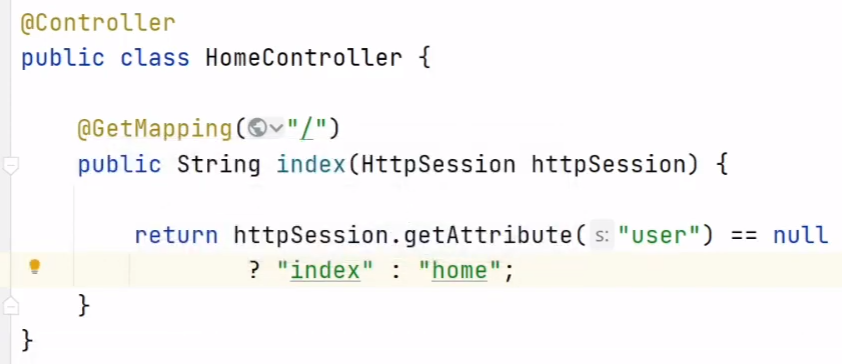 @Controller
public class HomeController {
@GetMapping("/")
public String index(HttpSession httpSession) {
return httpSession.getAttribute( s: "user") == null
? "index" : "home";
}
}